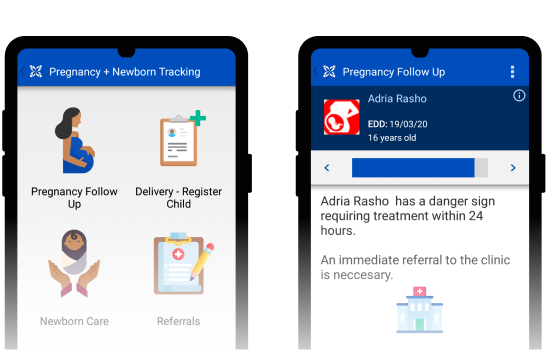 Pregnancy + Newborn Tracking
Pregnancy Follow
Up
Delivery - Register
Child
Newborn Care
Referrals
Pregnancy Follow Up
Adria Rasho
EDD: 19/03/20
16 years old
Adria Rasho has a danger sign
requiring treatment within 24
hours.
An immediate referral to the clinic
is neccesary.